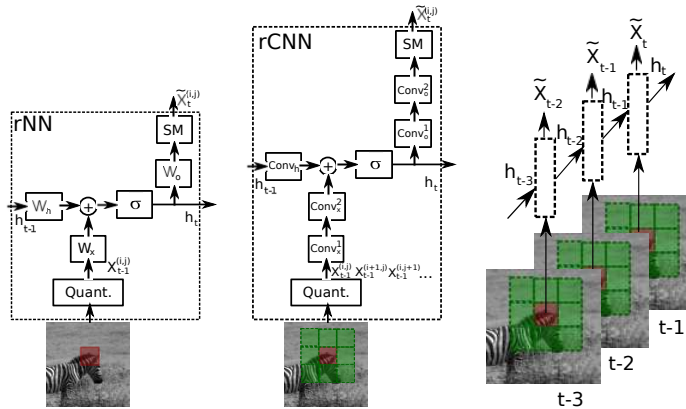 rNN
X̃_t^(i,j)
SM
W_o
W_h
+
σ
h_t-1
h_t
W_x
X_t-1^(i,j)
Quant.
rCNN
X̃_t^(i,j)
SM
Conv_o^2
Conv_o^1
Conv_h
+
σ
h_t-1
h_t
Conv_x^2
Conv_x^1
X_t-1^(i,j) X_t-1^(i+1,j) X_t-1^(i,j+1) ...
Quant.
X̃_t
X̃_t-1
X̃_t-2
h_t
h_t-1
h_t-2
h_t-3
t-1
t-2
t-3